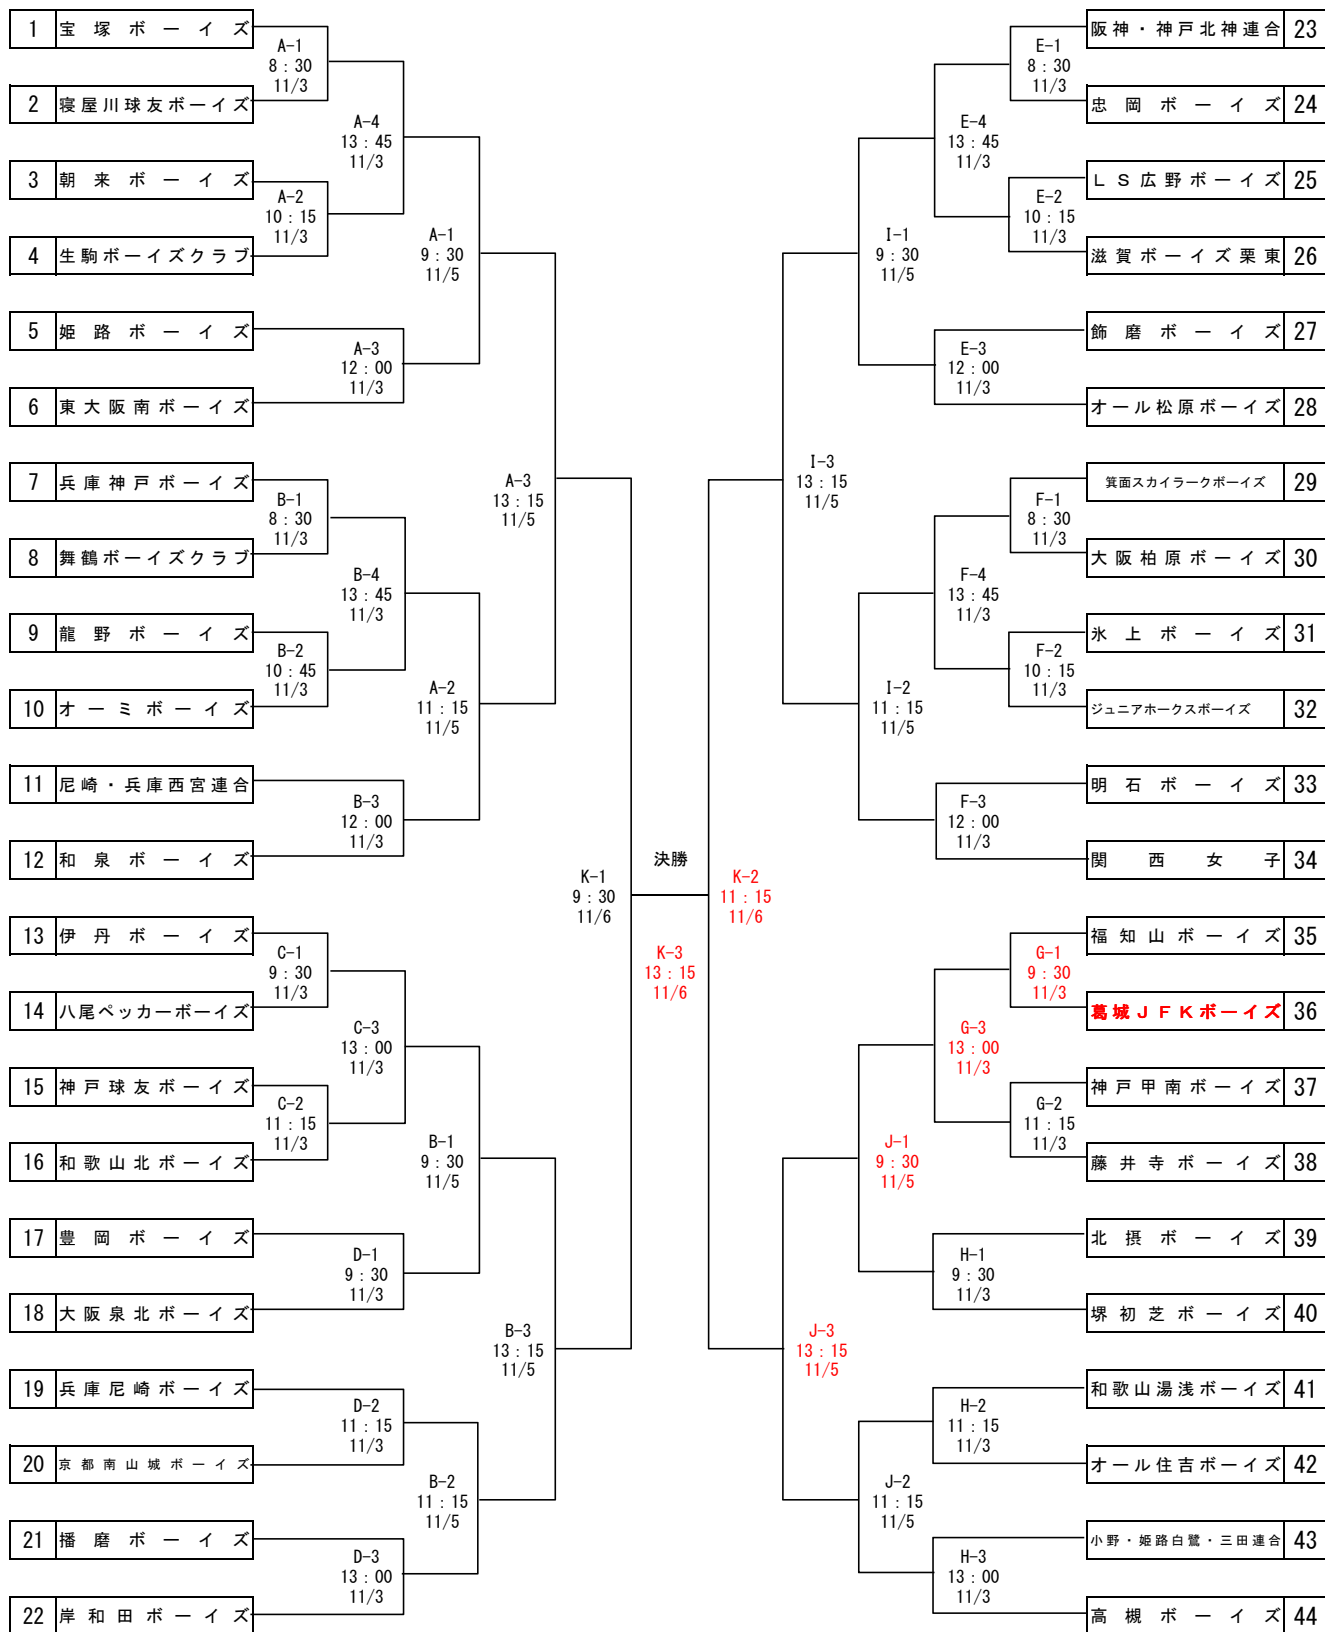 1 宝塚ボーイズ
2 寝屋川球友ボーイズ
3 朝来ボーイズ
4 生駒ボーイズクラブ
5 姫路ボーイズ
6 東大阪南ボーイズ
7 兵庫神戸ボーイズ
8 舞鶴ボーイズクラブ
9 龍野ボーイズ
10 オーミボーイズ
11 尼崎・兵庫西宮連合
12 和泉ボーイズ
13 伊丹ボーイズ
14 八尾ペッカーボーイズ
15 神戸球友ボーイズ
16 和歌山北ボーイズ
17 豊岡ボーイズ
18 大阪泉北ボーイズ
19 兵庫尼崎ボーイズ
20 京都南山城ボーイズ
21 播磨ボーイズ
22 岸和田ボーイズ
A-1
8:30
11/3
A-2
10:15
11/3
B-1
8:30
11/3
B-2
10:45
11/3
C-1
9:30
11/3
C-2
11:15
11/3
A-4
13:45
11/3
A-3
12:00
11/3
B-4
13:45
11/3
B-3
12:00
11/3
C-3
13:00
11/3
D-1
9:30
11/3
D-2
11:15
11/3
D-3
13:00
11/3
A-1
9:30
11/5
A-2
11:15
11/5
B-1
9:30
11/5
B-2
11:15
11/5
A-3
13:15
11/5
B-3
13:15
11/5
K-1
9:30
11/6
決勝
K-3
13:15
11/6
K-2
11:15
11/6
I-3
13:15
11/5
J-3
13:15
11/5
I-1
9:30
11/5
I-2
11:15
11/5
J-1
9:30
11/5
J-2
11:15
11/5
E-4
13:45
11/3
E-3
12:00
11/3
F-4
13:45
11/3
F-3
12:00
11/3
G-3
13:00
11/3
H-1
9:30
11/3
H-2
11:15
11/3
H-3
13:00
11/3
E-1
8:30
11/3
E-2
10:15
11/3
F-1
8:30
11/3
F-2
10:15
11/3
G-1
9:30
11/3
G-2
11:15
11/3
阪神・神戸北神連合 23
忠岡ボーイズ 24
LS広野ボーイズ 25
滋賀ボーイズ栗東 26
飾磨ボーイズ 27
オール松原ボーイズ 28
箕面スカイラークボーイズ 29
大阪柏原ボーイズ 30
氷上ボーイズ 31
ジュニアホークスボーイズ 32
明石ボーイズ 33
関西女子 34
福知山ボーイズ 35
葛城JFKボーイズ 36
神戸甲南ボーイズ 37
藤井寺ボーイズ 38
北摂ボーイズ 39
堺初芝ボーイズ 40
和歌山湯浅ボーイズ 41
オール住吉ボーイズ 42
小野・姫路白鷺・三田連合 43
高槻ボーイズ 44